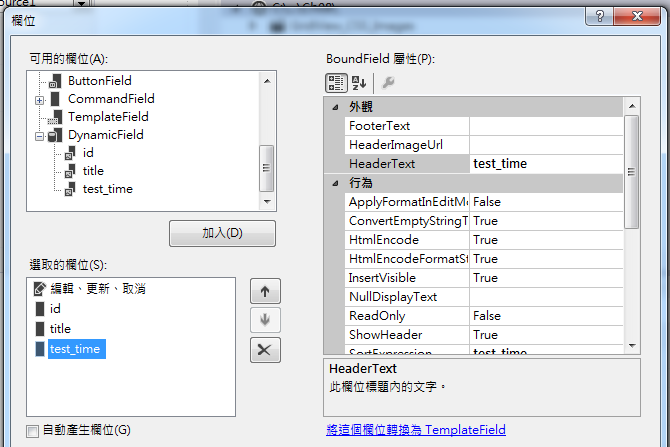 欄位
可用的欄位(A):
ButtonField
CommandField
TemplateField
DynamicField
id
title
test_time
加入(D)
選取的欄位(S):
編輯、更新、取消
id
title
test_time
自動產生欄位(G)
BoundField 屬性(P):
外觀
FooterText
HeaderImageUrl
HeaderText test_time
行為
ApplyFormatInEditMo False
ConvertEmptyStringT True
HtmlEncode True
HtmlEncodeFormatSt True
InsertVisible True
NullDisplayText
ReadOnly False
ShowHeader True
SortExpression test_time
HeaderText
此欄位標題內的文字。
將這個欄位轉換為 TemplateField